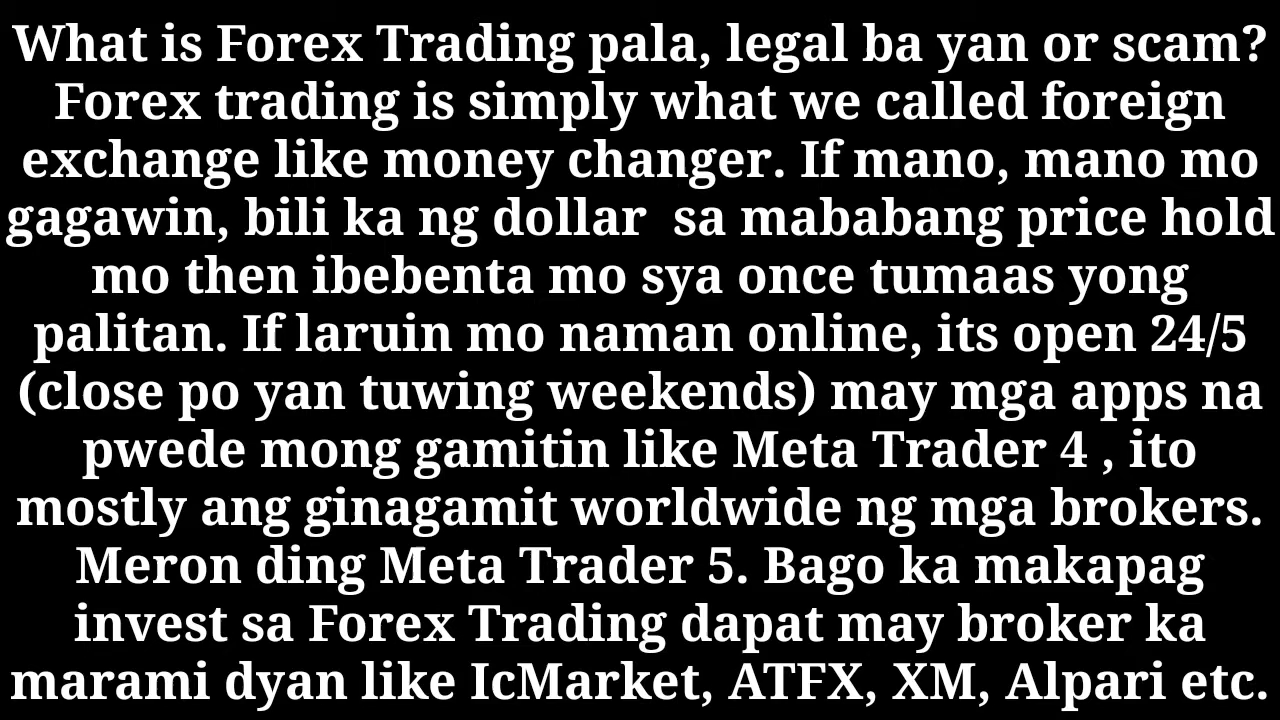 What is Forex Trading pala, legal ba yan or scam?
Forex trading is simply what we called foreign
exchange like money changer. If mano, mano mo
gagawin, bili ka ng dollar  sa mababang price hold
mo then ibebenta mo sya once tumaas yong
palitan. If laruin mo naman online, its open 24/5
(close po yan tuwing weekends) may mga apps na
pwede mong gamitin like Meta Trader 4 , ito
mostly ang ginagamit worldwide ng mga brokers.
Meron ding Meta Trader 5. Bago ka makapag
invest sa Forex Trading dapat may broker ka
marami dyan like IcMarket, ATFX, XM, Alpari etc.